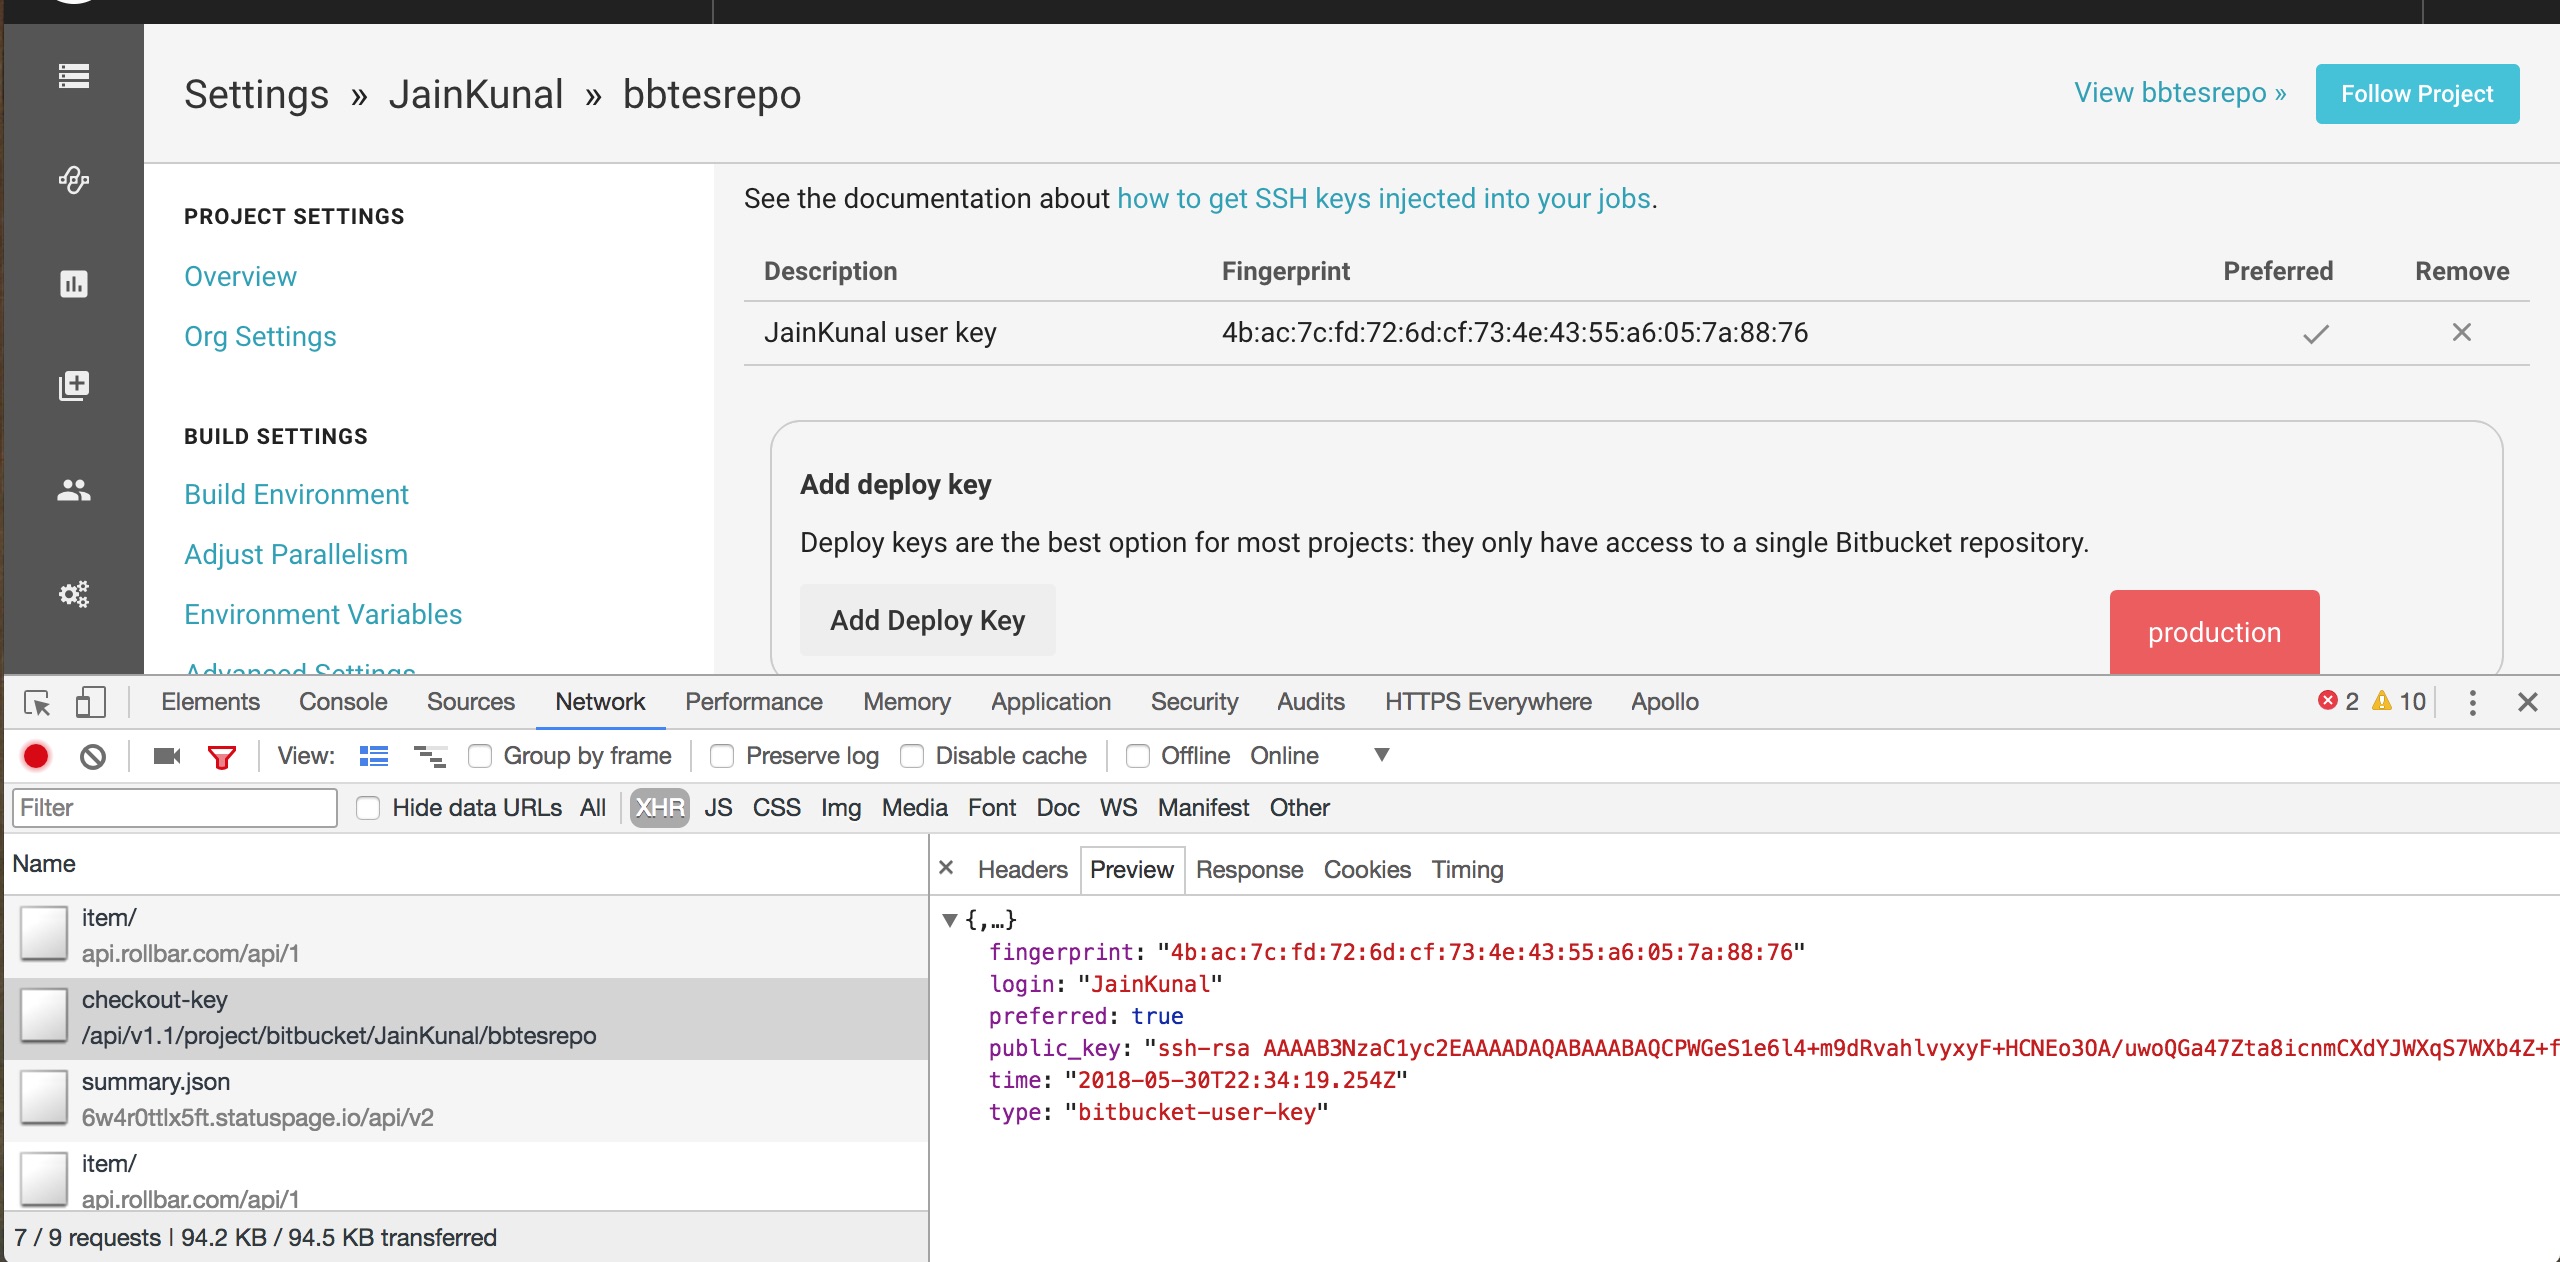 Settings » JainKunal » bbtesrepo
View bbtesrepo »
Follow Project
PROJECT SETTINGS
Overview
Org Settings
BUILD SETTINGS
Build Environment
Adjust Parallelism
Environment Variables
Advanced Settings
See the documentation about how to get SSH keys injected into your jobs.
Description Fingerprint Preferred Remove
JainKunal user key 4b:ac:7c:fd:72:6d:cf:73:4e:43:55:a6:05:7a:88:76
Add deploy key
Deploy keys are the best option for most projects: they only have access to a single Bitbucket repository.
Add Deploy Key
production
Elements Console Sources Network Performance Memory Application Security Audits HTTPS Everywhere Apollo 2 10
View: Group by frame Preserve log Disable cache Offline Online
Filter Hide data URLs All XHR JS CSS Img Media Font Doc WS Manifest Other
Name
item/
api.rollbar.com/api/1
checkout-key
/api/v1.1/project/bitbucket/JainKunal/bbtesrepo
summary.json
6w4r0ttlx5ft.statuspage.io/api/v2
item/
api.rollbar.com/api/1
7 / 9 requests | 94.2 KB / 94.5 KB transferred
Headers Preview Response Cookies Timing
{,…}
fingerprint: "4b:ac:7c:fd:72:6d:cf:73:4e:43:55:a6:05:7a:88:76"
login: "JainKunal"
preferred: true
public_key: "ssh-rsa AAAAB3NzaC1yc2EAAAADAQABAAABAQCPWGeS1e6l4+m9dRvahlvyxyF+HCNEo3OA/uwoQGa47Zta8icnmCXdYJWXqS7WXb4Z+f
time: "2018-05-30T22:34:19.254Z"
type: "bitbucket-user-key"